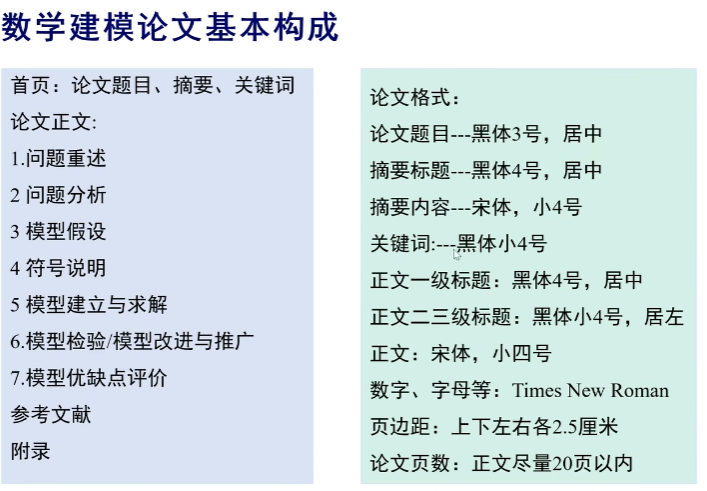 数学建模论文基本构成
首页：论文题目、摘要、关键词
论文正文:
1.问题重述
2 问题分析
3 模型假设
4 符号说明
5 模型建立与求解
6.模型检验/模型改进与推广
7.模型优缺点评价
参考文献
附录
论文格式：
论文题目---黑体3号，居中
摘要标题---黑体4号，居中
摘要内容---宋体，小4号
关键词:---黑体小4号
正文一级标题：黑体4号，居中
正文二三级标题：黑体小4号，居左
正文：宋体，小四号
数字、字母等：Times New Roman
页边距：上下左右各2.5厘米
论文页数：正文尽量20页以内